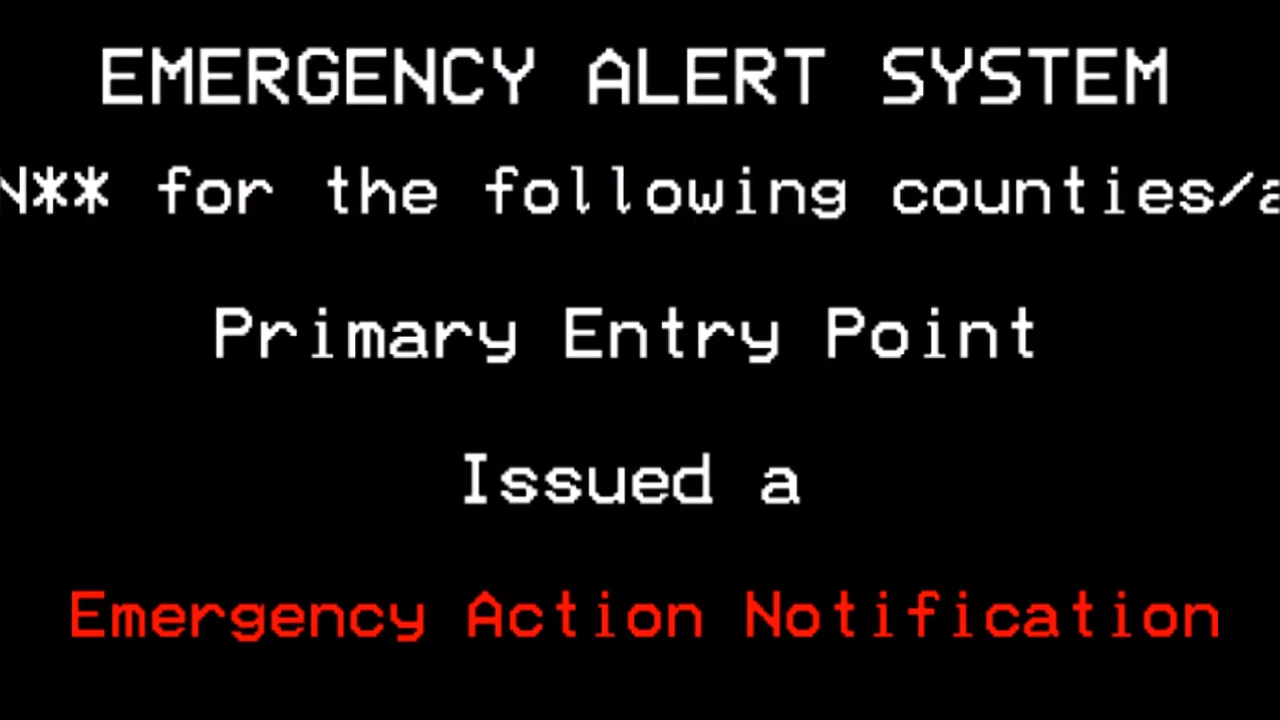 EMERGENCY ALERT SYSTEM
N** for the following counties/a
Primary Entry Point
Issued a
Emergency Action Notification